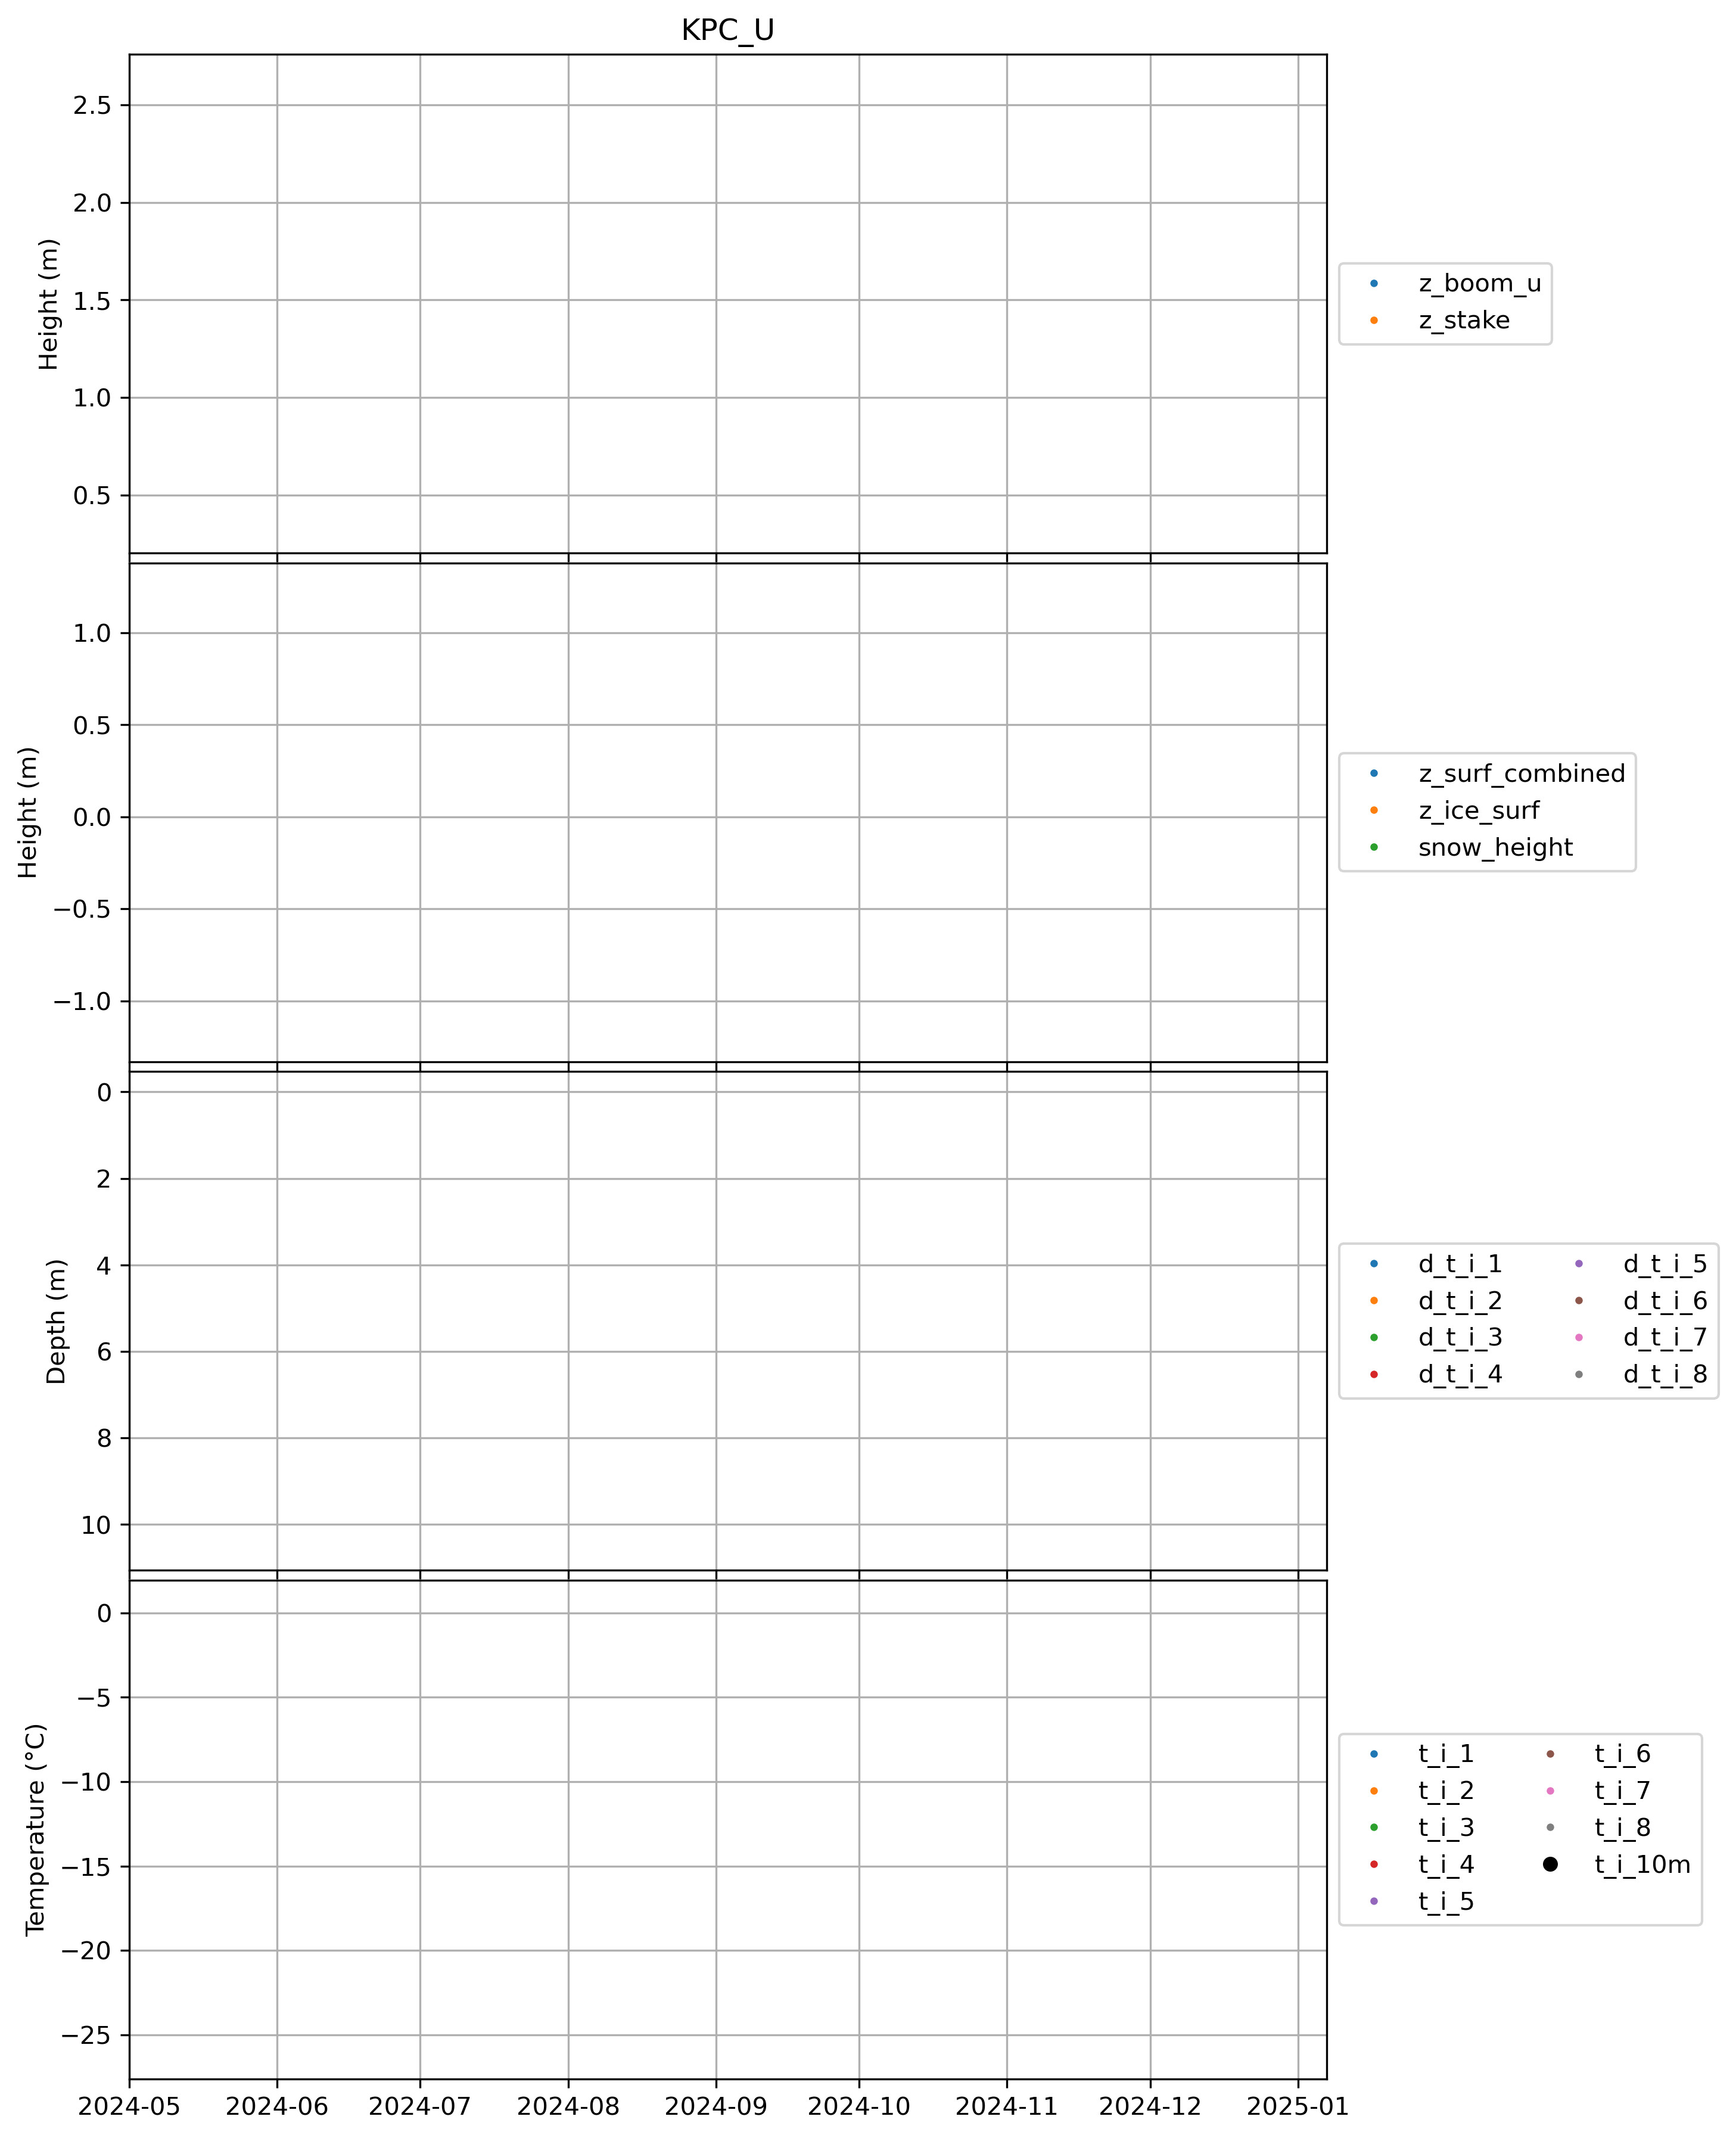 KPC_U
2.5
2.0
1.5
1.0
0.5
Height (m)
z_boom_u
z_stake
1.0
0.5
0.0
−0.5
−1.0
Height (m)
z_surf_combined
z_ice_surf
snow_height
0
2
4
6
8
10
Depth (m)
d_t_i_1
d_t_i_2
d_t_i_3
d_t_i_4
d_t_i_5
d_t_i_6
d_t_i_7
d_t_i_8
0
−5
−10
−15
−20
−25
Temperature (°C)
t_i_1
t_i_2
t_i_3
t_i_4
t_i_5
t_i_6
t_i_7
t_i_8
t_i_10m
2024-05 2024-06 2024-07 2024-08 2024-09 2024-10 2024-11 2024-12 2025-01